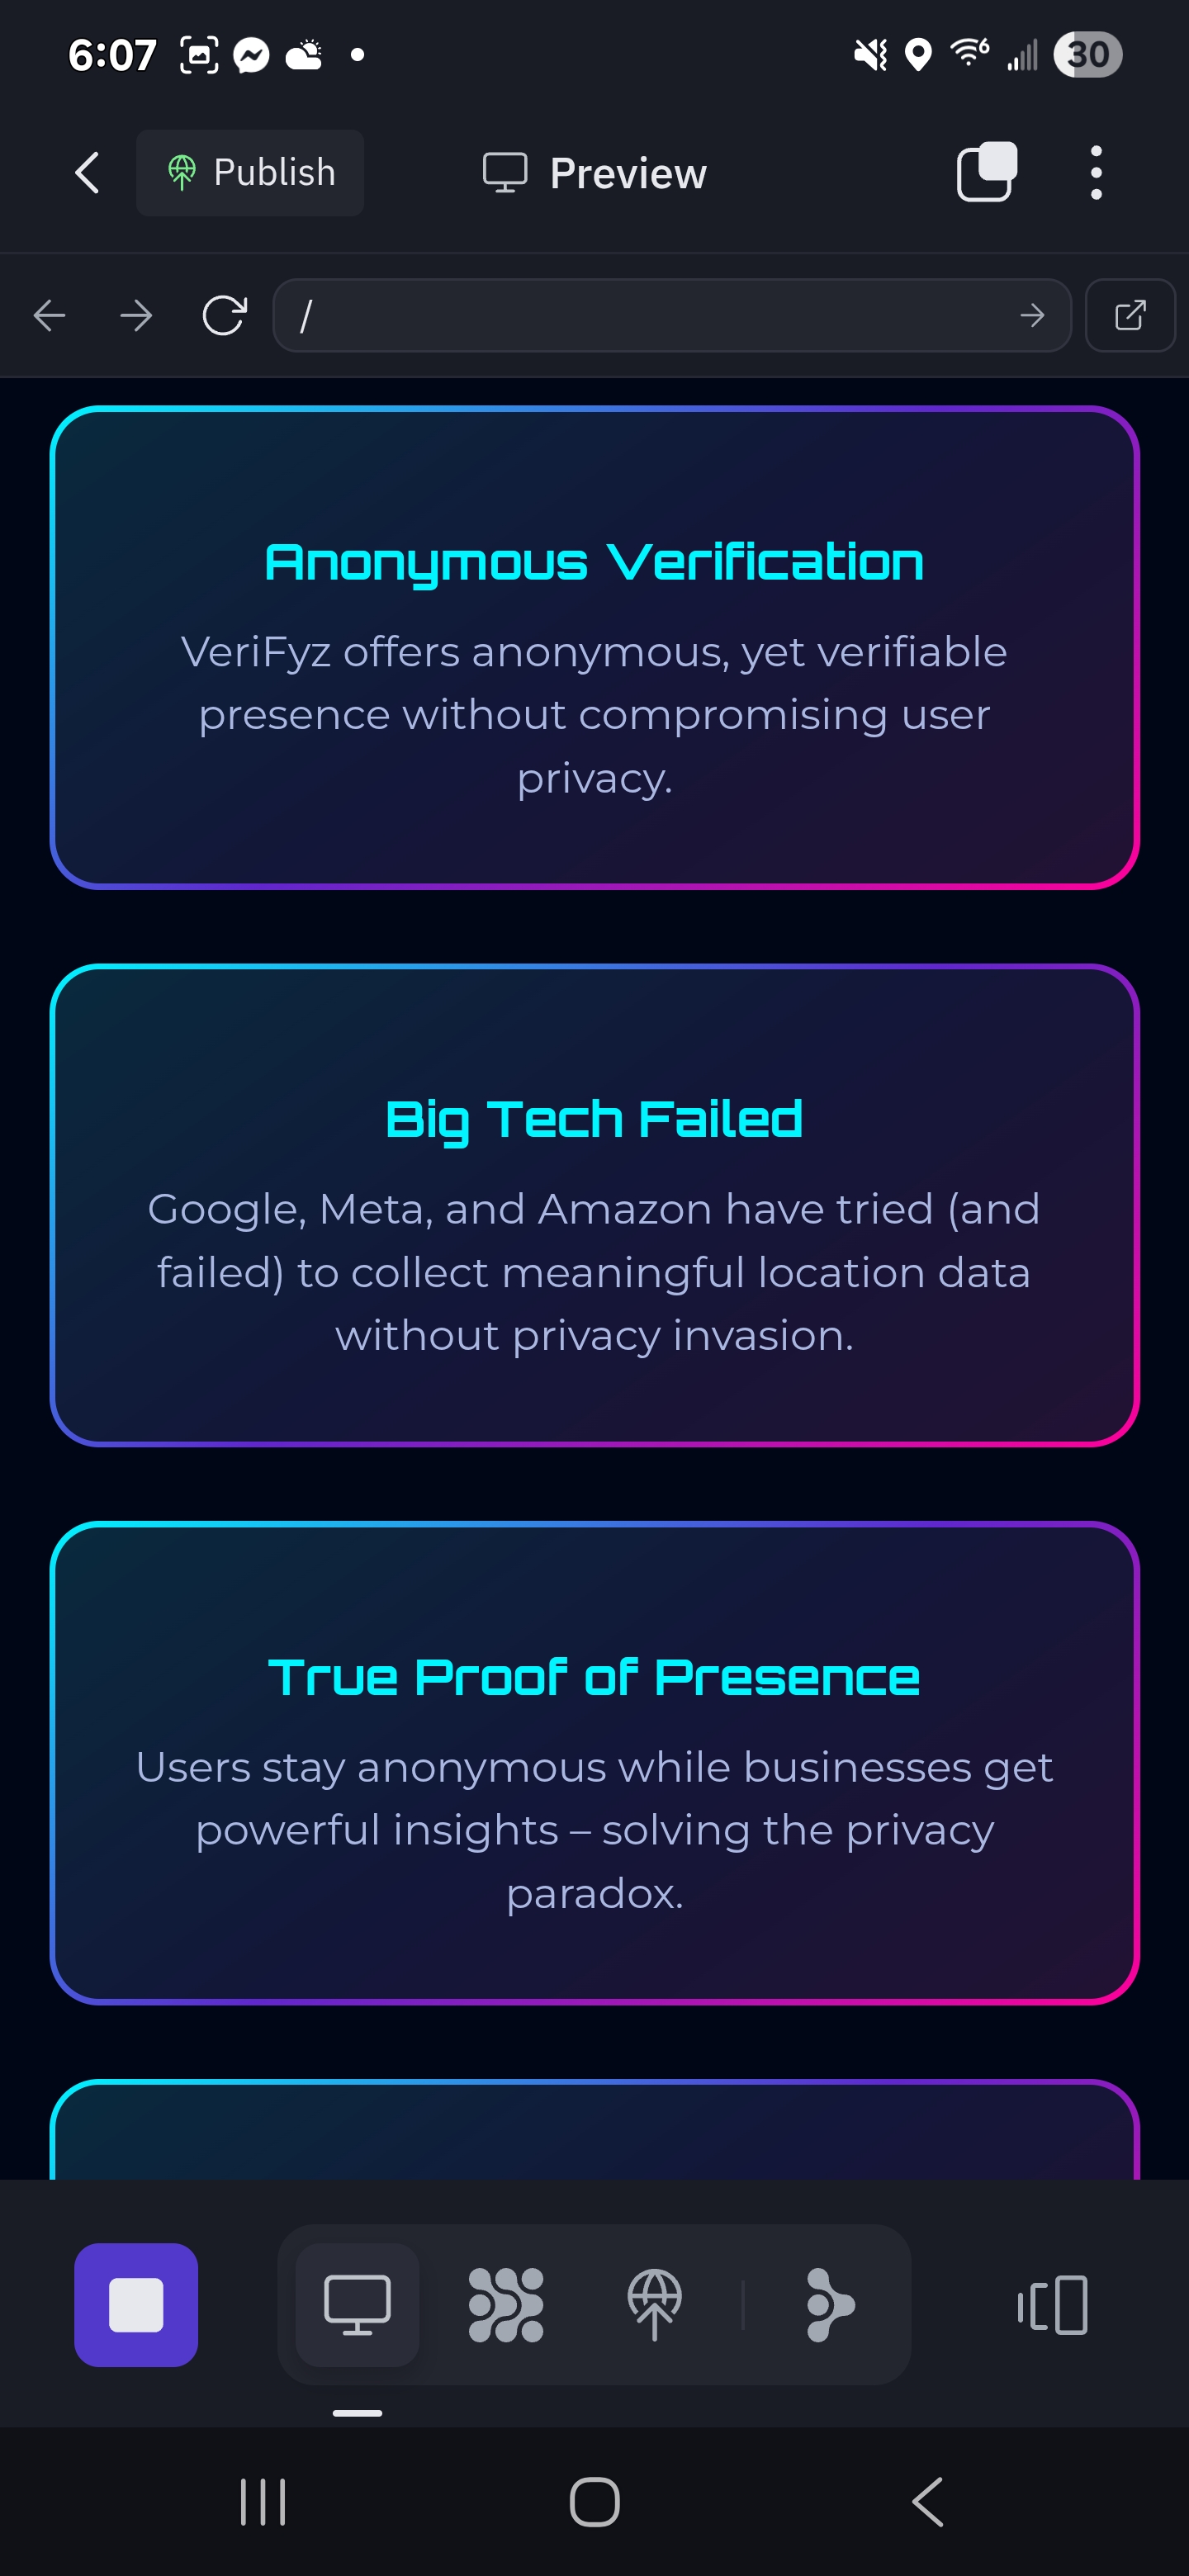 6:07
30
Publish
Preview
/
Anonymous Verification
VeriFyz offers anonymous, yet verifiable
presence without compromising user
privacy.
Big Tech Failed
Google, Meta, and Amazon have tried (and
failed) to collect meaningful location data
without privacy invasion.
True Proof of Presence
Users stay anonymous while businesses get
powerful insights – solving the privacy
paradox.